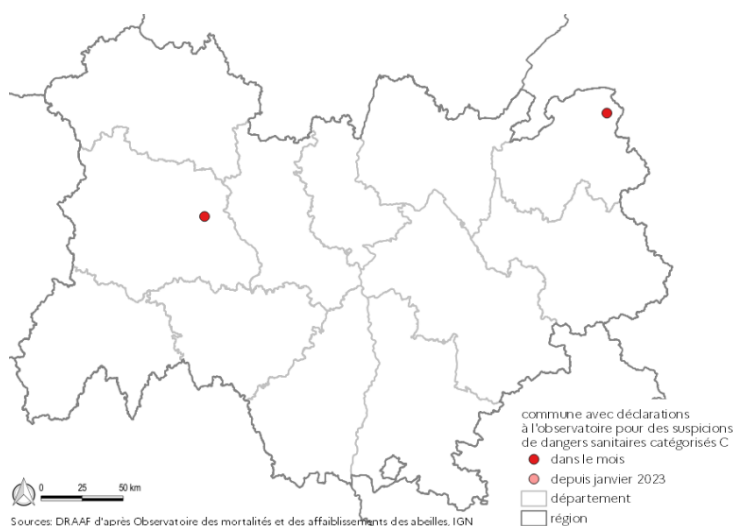 commune avec déclarations
à l'observatoire pour des suspicions
de dangers sanitaires catégorisés C
dans le mois
depuis janvier 2023
département
région
0 25 50 km
Sources: DRAAF d'après Observatoire des mortalités et des affaiblissements des abeilles, IGN